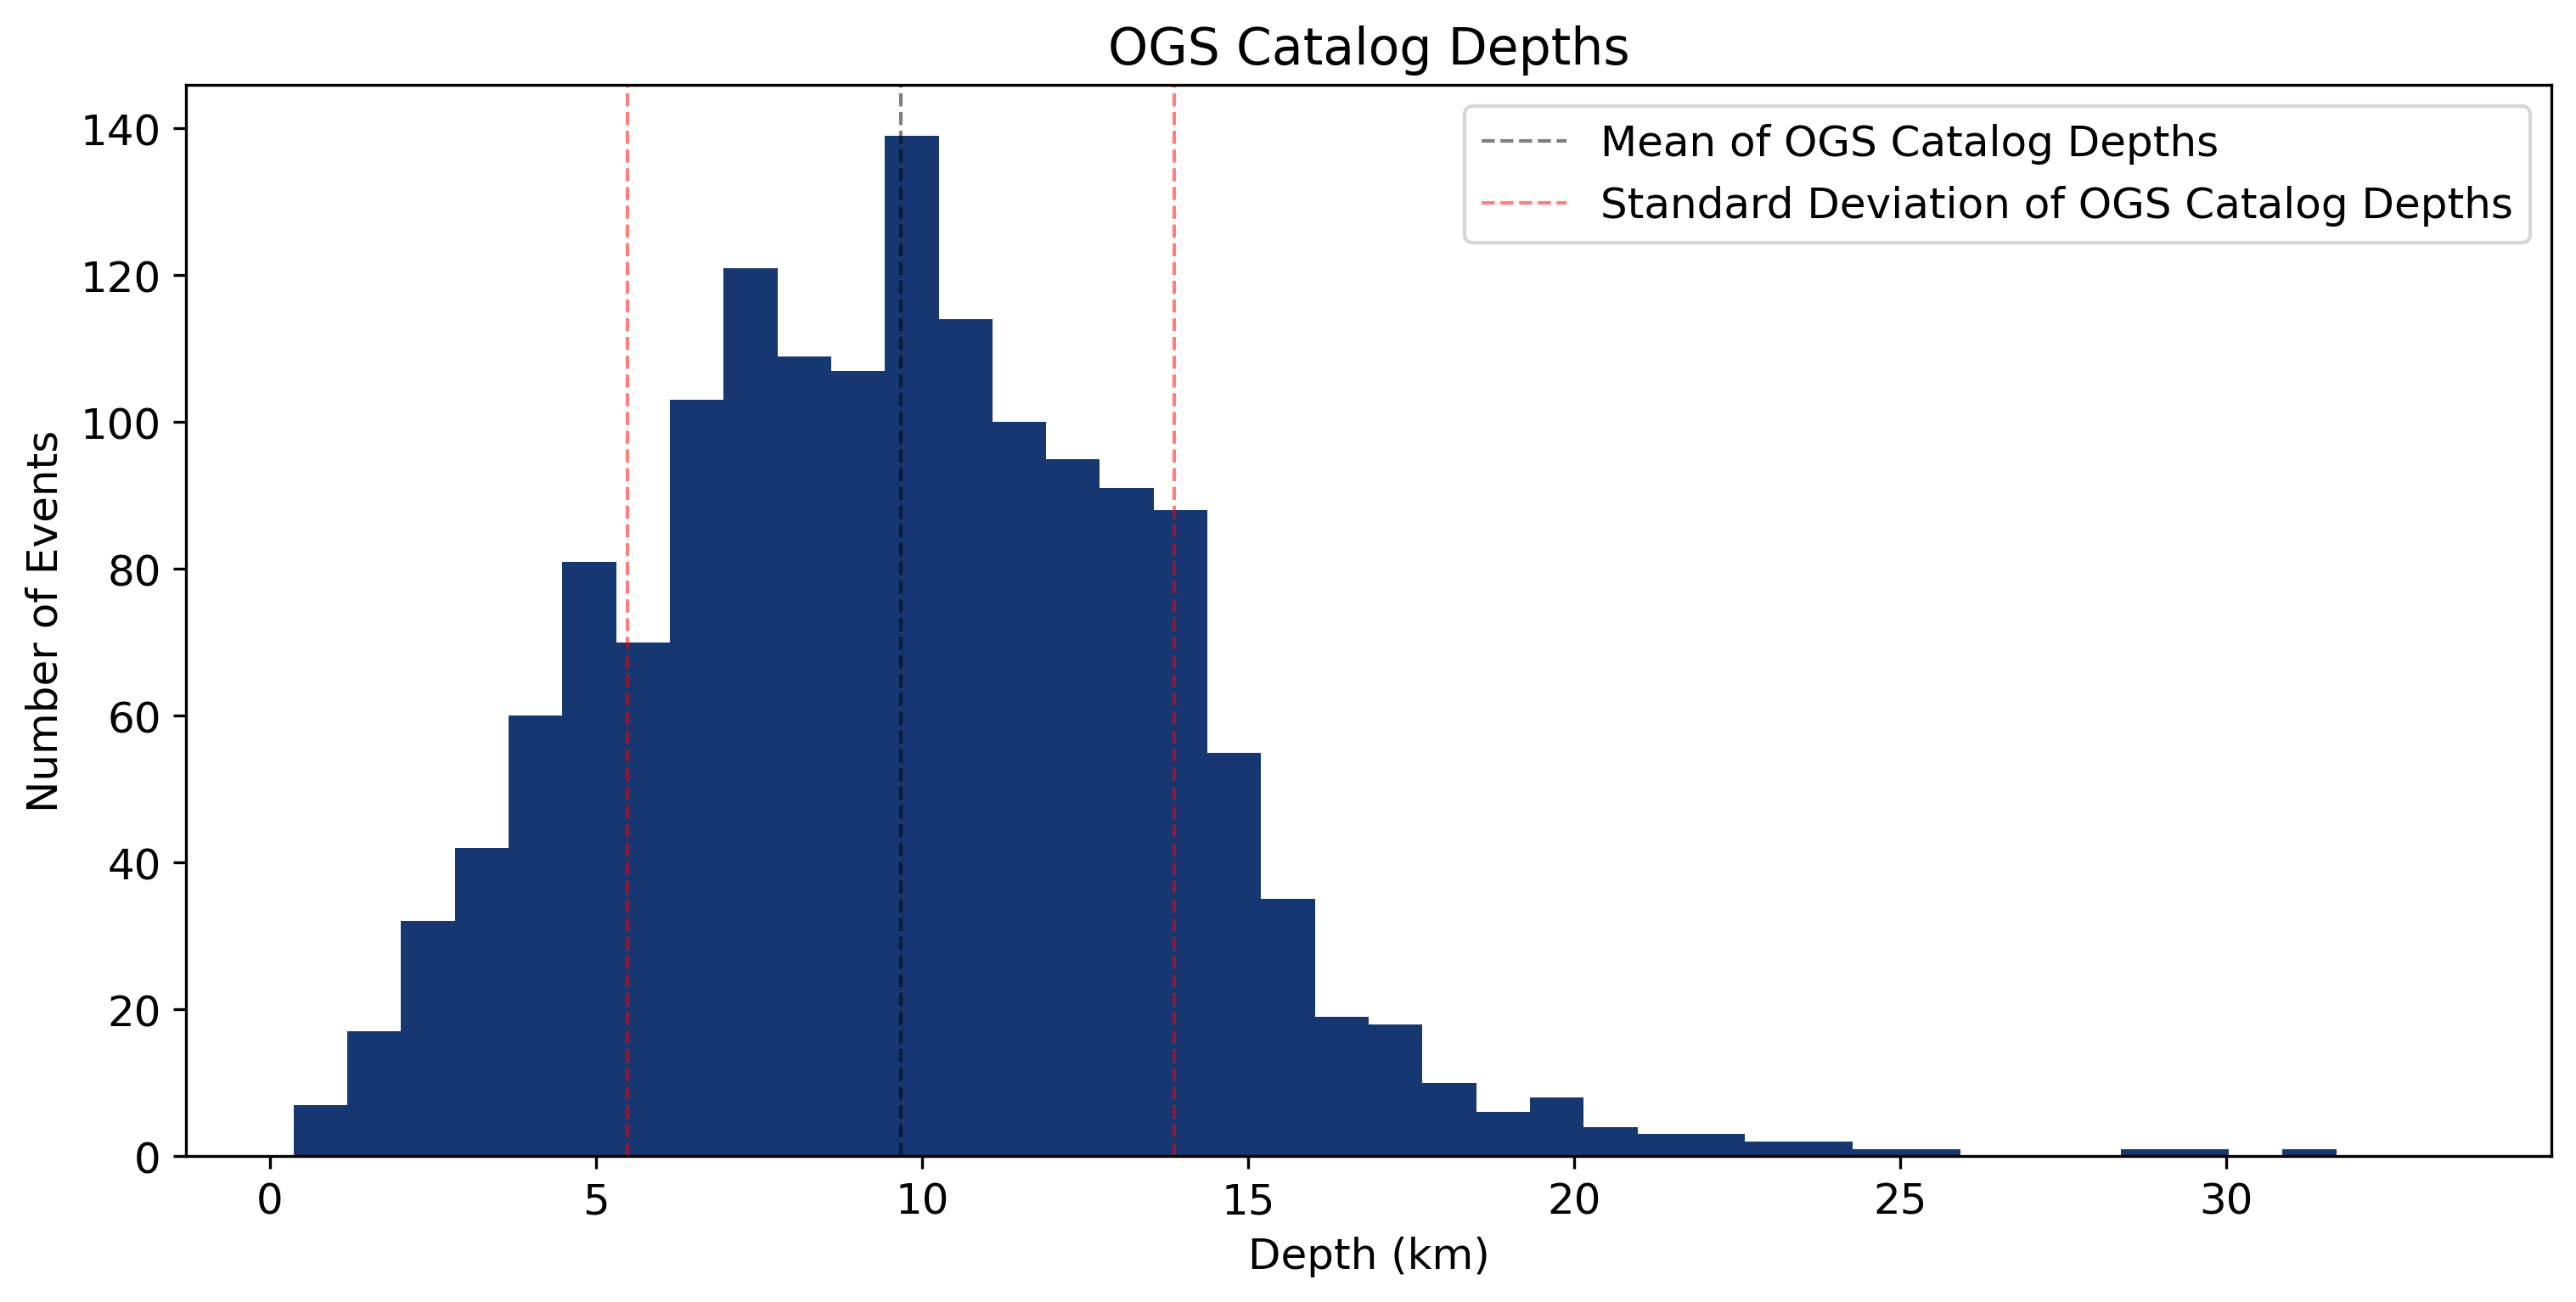 OGS Catalog Depths
Mean of OGS Catalog Depths
Standard Deviation of OGS Catalog Depths
Number of Events
140
120
100
80
60
40
20
0
0 5 10 15 20 25 30
Depth (km)